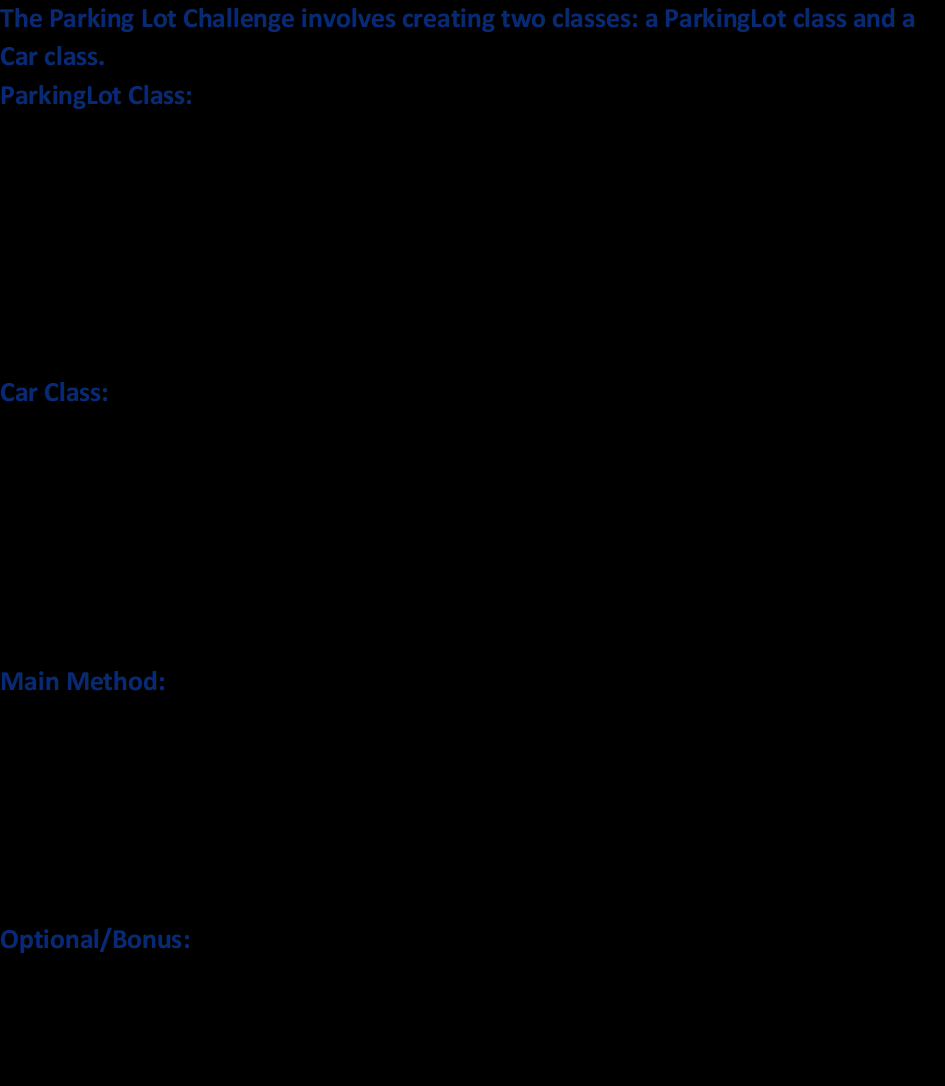 The Parking Lot Challenge involves creating two classes: a ParkingLot class and a
Car class.
ParkingLot Class:
Car Class:
Main Method:
Optional/Bonus: